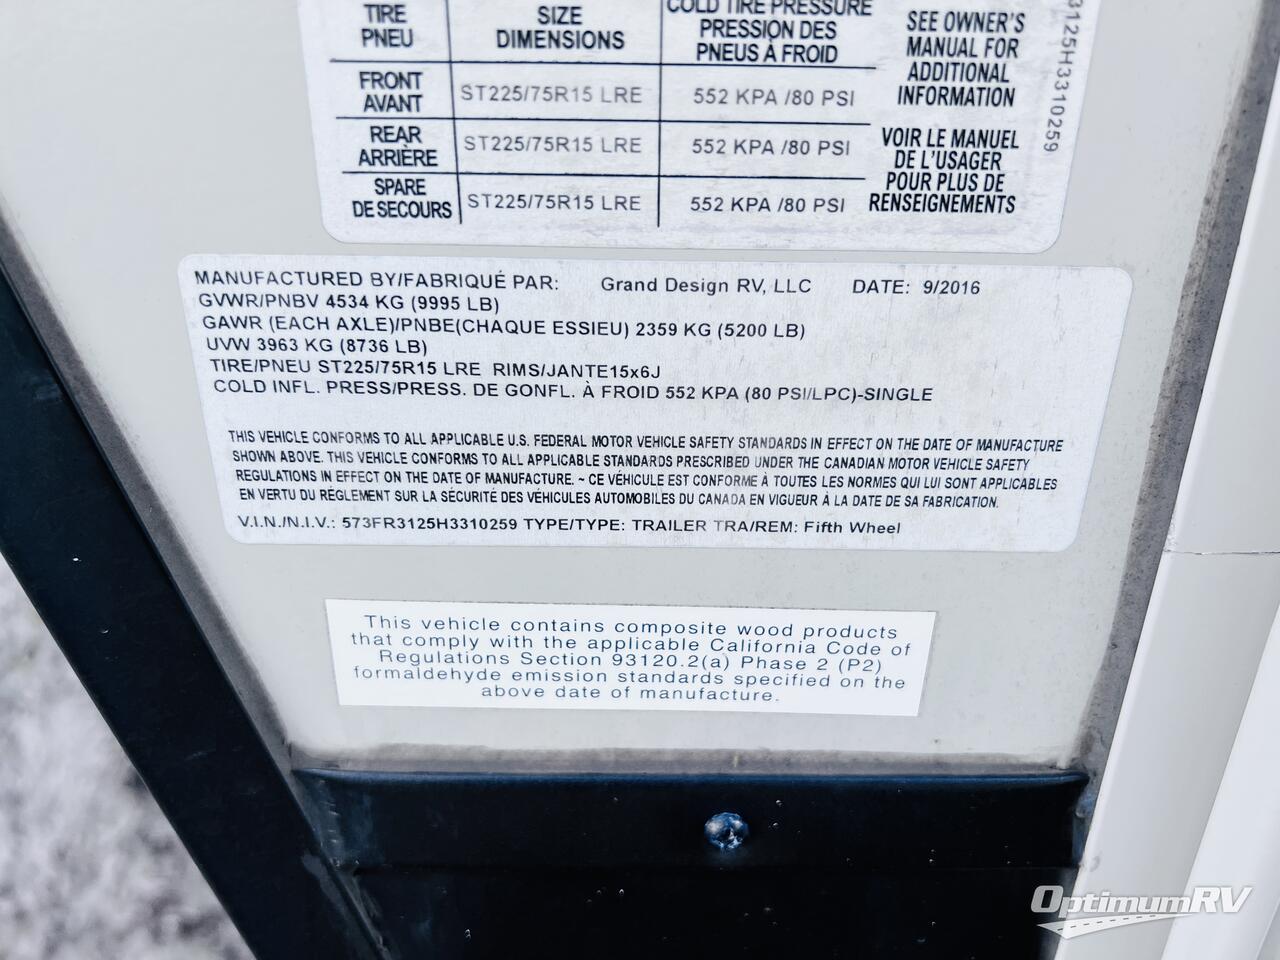 TIRE
PNEU
SIZE
DIMENSIONS
COLD TIRE PRESSURE
PRESSION DES
PNEUS À FROID
SEE OWNER'S
MANUAL FOR
ADDITIONAL
INFORMATION
FRONT
AVANT
ST225/75R15 LRE
552 KPA /80 PSI
REAR
ARRIÈRE
ST225/75R15 LRE
552 KPA /80 PSI
VOIR LE MANUEL
DE L'USAGER
POUR PLUS DE
RENSEIGNEMENTS
SPARE
DE SECOURS
ST225/75R15 LRE
552 KPA /80 PSI
3125H3310259
MANUFACTURED BY/FABRIQUÉ PAR: Grand Design RV, LLC DATE: 9/2016
GVWR/PNBV 4534 KG (9995 LB)
GAWR (EACH AXLE)/PNBE(CHAQUE ESSIEU) 2359 KG (5200 LB)
UVW 3963 KG (8736 LB)
TIRE/PNEU ST225/75R15 LRE RIMS/JANTE15x6J
COLD INFL. PRESS/PRESS. DE GONFL. À FROID 552 KPA (80 PSI/LPC)-SINGLE
THIS VEHICLE CONFORMS TO ALL APPLICABLE U.S. FEDERAL MOTOR VEHICLE SAFETY STANDARDS IN EFFECT ON THE DATE OF MANUFACTURE
SHOWN ABOVE. THIS VEHICLE CONFORMS TO ALL APPLICABLE STANDARDS PRESCRIBED UNDER THE CANADIAN MOTOR VEHICLE SAFETY
REGULATIONS IN EFFECT ON THE DATE OF MANUFACTURE. ~ CE VÉHICULE EST CONFORME À TOUTES LES NORMES QUI LUI SONT APPLICABLES
EN VERTU DU RÉGLEMENT SUR LA SÉCURITÉ DES VÉHICULES AUTOMOBILES DU CANADA EN VIGUEUR À LA DATE DE SA FABRICATION.
V.I.N./N.I.V.: 573FR3125H3310259 TYPE/TYPE: TRAILER TRA/REM: Fifth Wheel
This vehicle contains composite wood products
that comply with the applicable California Code of
Regulations Section 93120.2(a) Phase 2 (P2)
formaldehyde emission standards specified on the
above date of manufacture.
OptimumRV